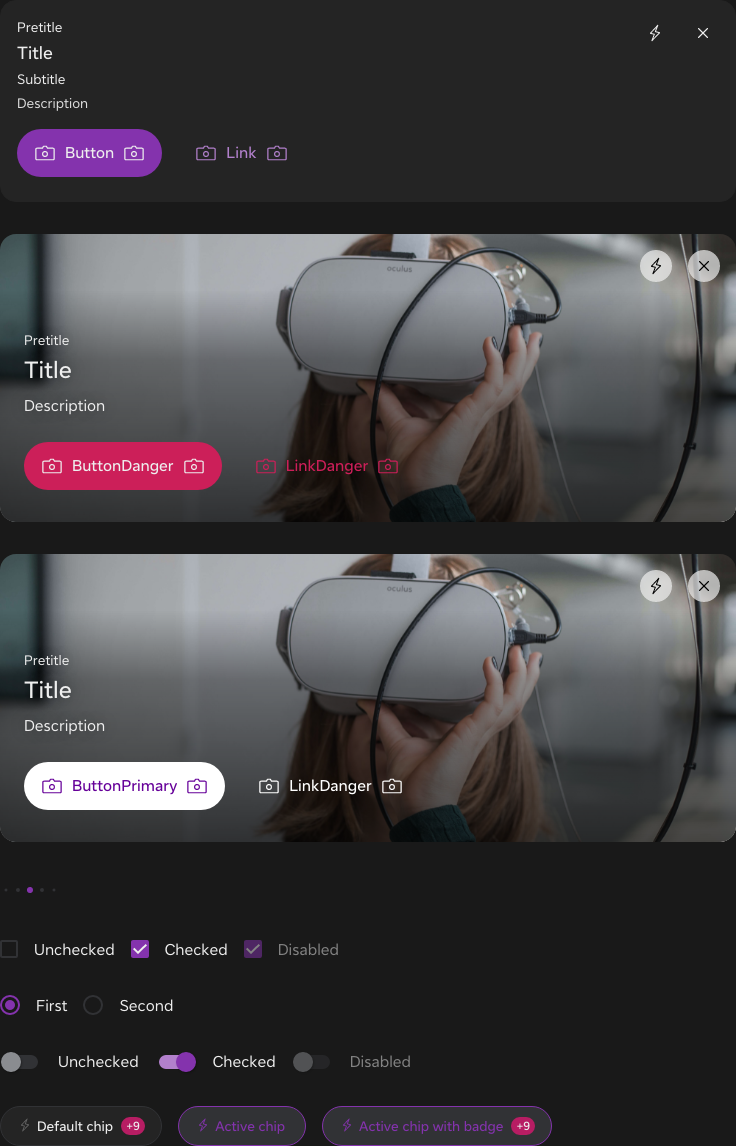 Pretitle
Title
Subtitle
Description
Button Link
oculus
Pretitle
Title
Description
ButtonDanger LinkDanger
oculus
Pretitle
Title
Description
ButtonPrimary LinkDanger
Unchecked Checked Disabled
First Second
Unchecked Checked Disabled
Default chip +9 Active chip Active chip with badge +9